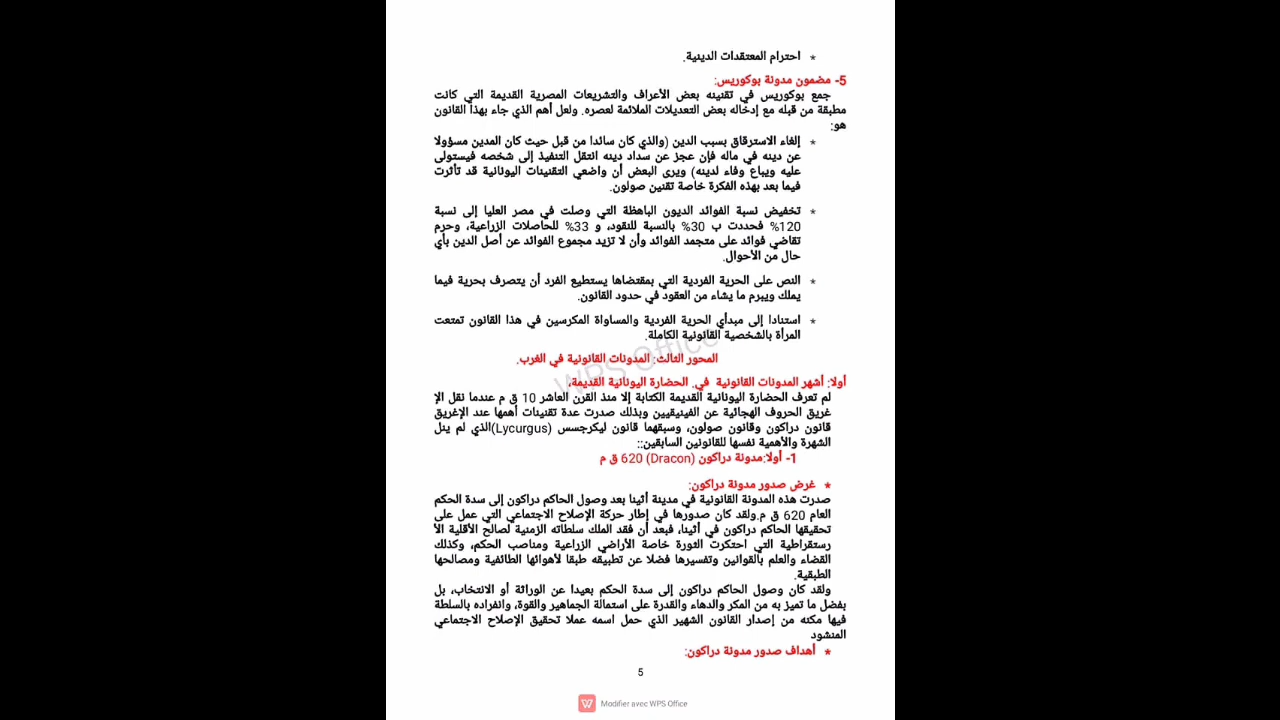 * احترام المعتقدات الدينية.
5- مضمون مدونة بوكوريس:
جمع بوكوريس في تقنينه بعض الأعراف والتشريعات المصرية القديمة التي كانت
مطبقة من قبله مع إدخاله بعض التعديلات الملائمة لعصره. ولعل أهم الذي جاء بهذا القانون
هو:
* إلغاء الاسترقاق بسبب الدين (والذي كان سائدا من قبل حيث كان المدين مسؤولا
عن دينه في ماله فإن عجز عن سداد دينه انتقل التنفيذ إلى شخصه فيستولى
عليه ويباع وفاء لدينه) ويرى البعض أن واضعي التقنينات اليونانية قد تأثرت
فيما بعد بهذه الفكرة خاصة تقنين صولون.
* تخفيض نسبة الفوائد الديون الباهظة التي وصلت في مصر العليا إلى نسبة
120% فحددت ب 30% بالنسبة للنقود، و 33% للحاصلات الزراعية، وحرم
تقاضي فوائد على متجمد الفوائد وأن لا تزيد مجموع الفوائد عن أصل الدين بأي
حال من الأحوال.
* النص على الحرية الفردية التي بمقتضاها يستطيع الفرد أن يتصرف بحرية فيما
يملك ويبرم ما يشاء من العقود في حدود القانون.
* استنادا إلى مبدأي الحرية الفردية والمساواة المكرسين في هذا القانون تمتعت
المرأة بالشخصية القانونية الكاملة.
المحور الثالث: المدونات القانونية في الغرب.
أولا: أشهر المدونات القانونية في. الحضارة اليونانية القديمة،
لم تعرف الحضارة اليونانية القديمة الكتابة إلا منذ القرن العاشر 10 ق م عندما نقل الإ
غريق الحروف الهجائية عن الفينيقيين وبذلك صدرت عدة تقنينات أهمها عند الإغريق
قانون دراكون وقانون صولون، وسبقهما قانون ليكرجسس (Lycurgus)الذي لم ينل
الشهرة والأهمية نفسها للقانونين السابقين::
1- أولا:مدونة دراكون (Dracon) 620 ق م
* غرض صدور مدونة دراكون:
صدرت هذه المدونة القانونية في مدينة أثينا بعد وصول الحاكم دراكون إلى سدة الحكم
العام 620 ق م.ولقد كان صدورها في إطار حركة الإصلاح الاجتماعي التي عمل على
تحقيقها الحاكم دراكون في أثينا، فبعد أن فقد الملك سلطاته الزمنية لصالح الأقلية الأ
رستقراطية التي احتكرت الثورة خاصة الأراضي الزراعية ومناصب الحكم، وكذلك
القضاء والعلم بالقوانين وتفسيرها فضلا عن تطبيقه طبقا لأهوائها الطائفية ومصالحها
الطبقية.
ولقد كان وصول الحاكم دراكون إلى سدة الحكم بعيدا عن الوراثة أو الانتخاب، بل
بفضل ما تميز به من المكر والدهاء والقدرة على استمالة الجماهير والقوة، وانفراده بالسلطة
فيها مكنه من إصدار القانون الشهير الذي حمل اسمه عملا تحقيق الإصلاح الاجتماعي
المنشود
* أهداف صدور مدونة دراكون:
5
WPS Office
Modifier avec WPS Office